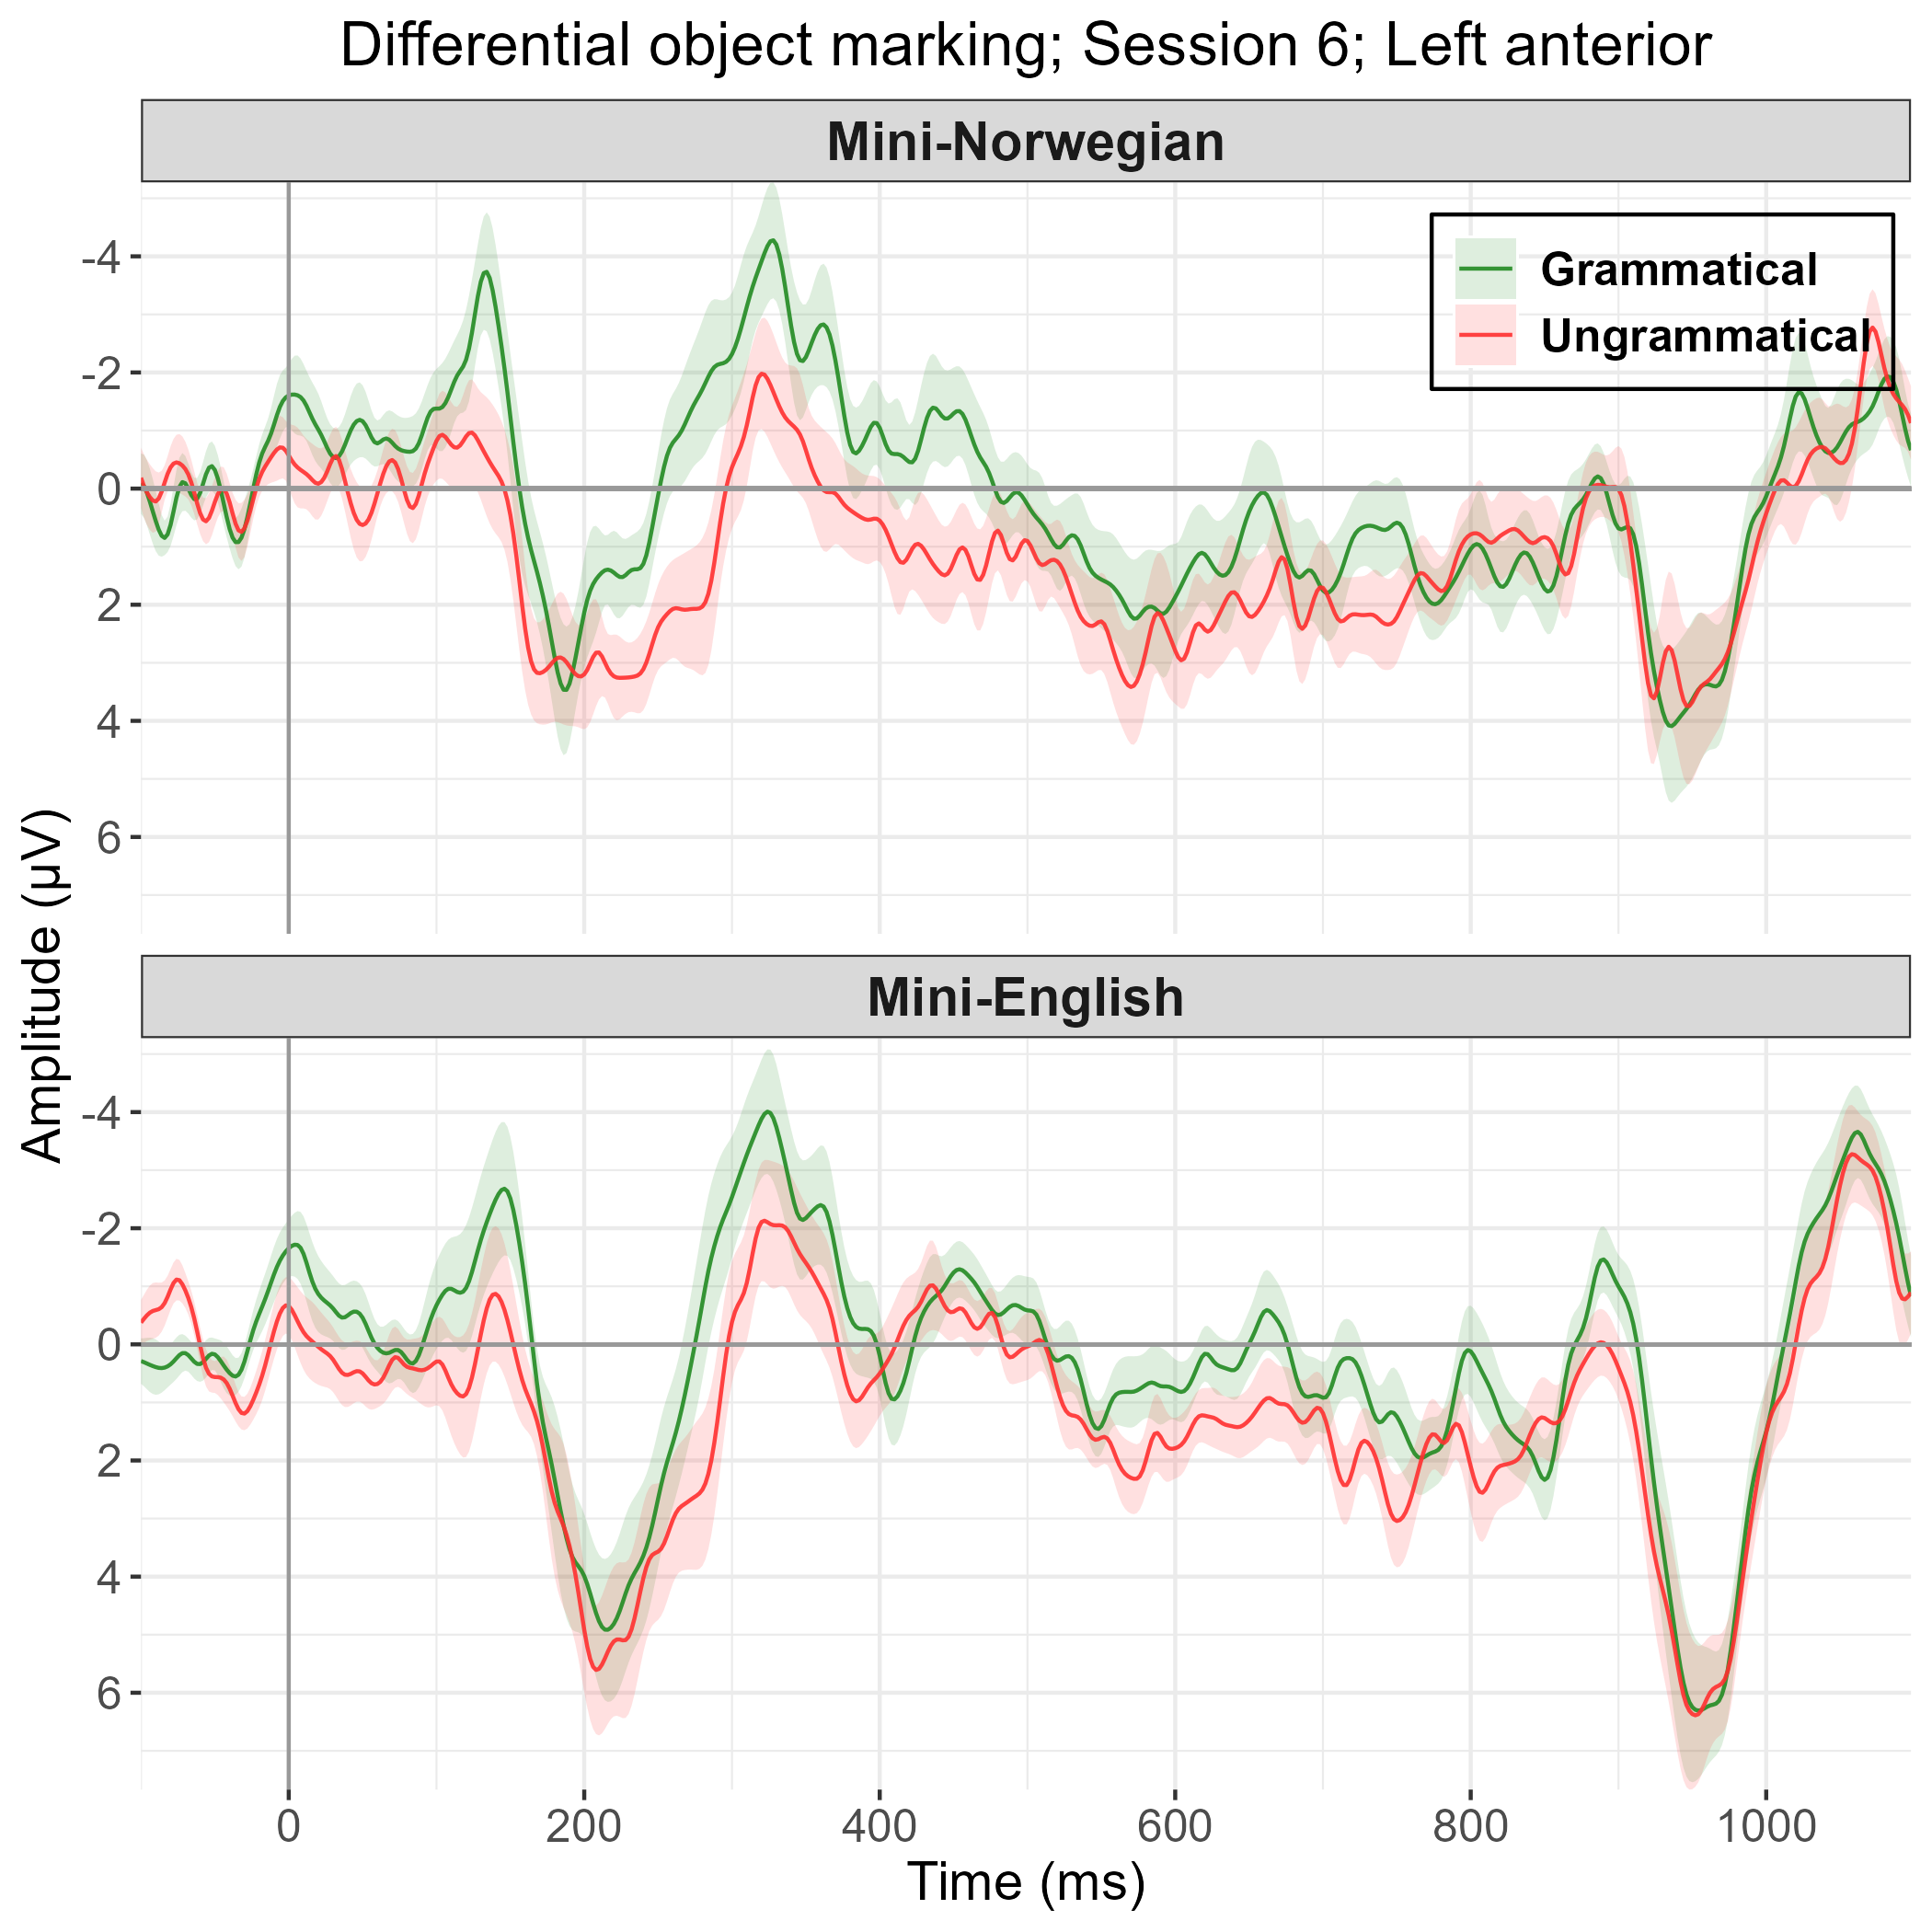 Differential object marking; Session 6; Left anterior
Mini-Norwegian
Grammatical
Ungrammatical
-4
-2
0
2
4
6
Amplitude (µV)
Mini-English
-4
-2
0
2
4
6
0 200 400 600 800 1000
Time (ms)